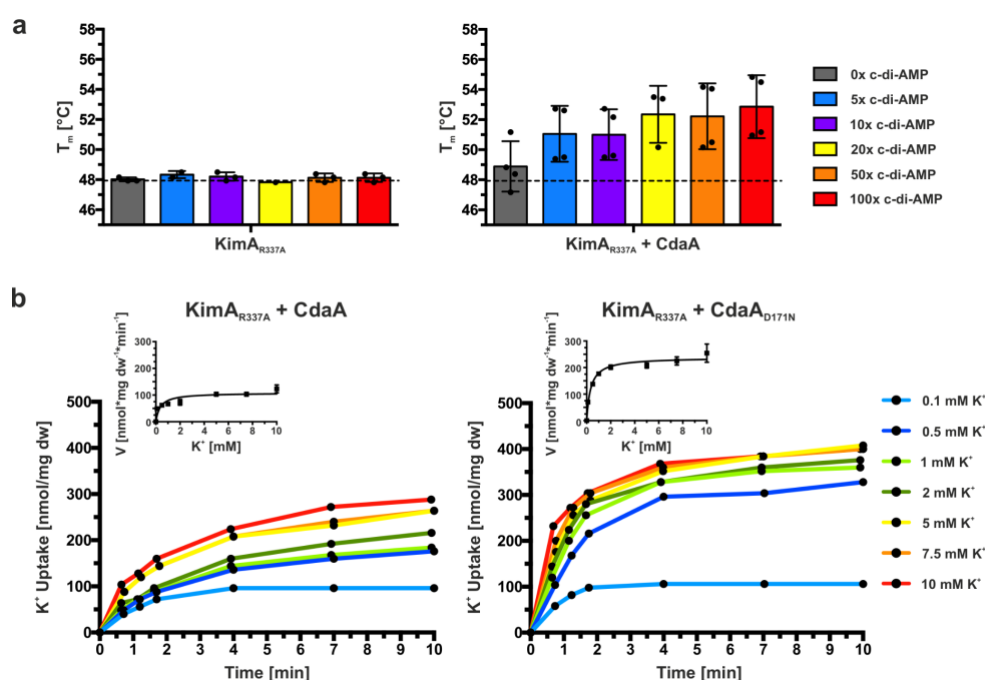 a
58
56
54
52
50
48
46
Tm [°C]
KimAR337A
58
56
54
52
50
48
46
Tm [°C]
KimAR337A + CdaA
0x c-di-AMP
5x c-di-AMP
10x c-di-AMP
20x c-di-AMP
50x c-di-AMP
100x c-di-AMP
b
KimAR337A + CdaA
V [nmol*mg dw⁻¹*min⁻¹]
300
200
100
0
0 2 4 6 8 10
K⁺ [mM]
K⁺ Uptake [nmol/mg dw]
500
400
300
200
100
0
0 1 2 3 4 5 6 7 8 9 10
Time [min]
KimAR337A + CdaAD171N
V [nmol*mg dw⁻¹*min⁻¹]
300
200
100
0
0 2 4 6 8 10
K⁺ [mM]
K⁺ Uptake [nmol/mg dw]
500
400
300
200
100
0
0 1 2 3 4 5 6 7 8 9 10
Time [min]
0.1 mM K⁺
0.5 mM K⁺
1 mM K⁺
2 mM K⁺
5 mM K⁺
7.5 mM K⁺
10 mM K⁺